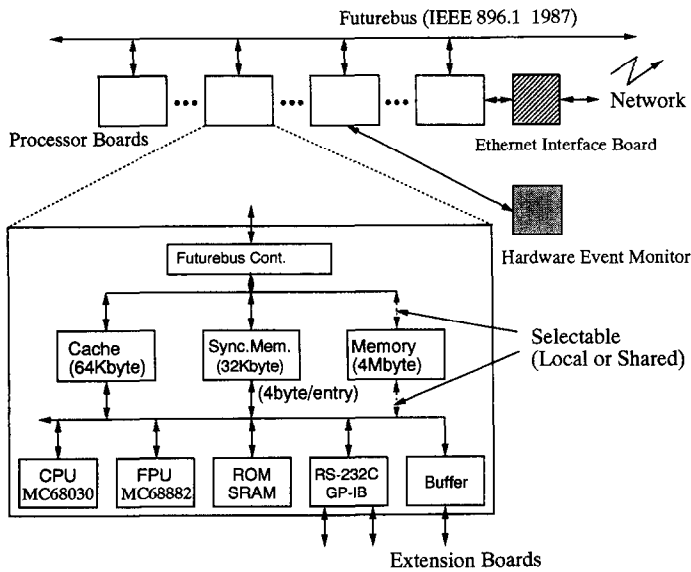 Futurebus (IEEE 896.1 1987)
Network
Processor Boards
Ethernet Interface Board
Hardware Event Monitor
Futurebus Cont.
Cache
(64Kbyte)
Sync.Mem.
(32Kbyte)
Memory
(4Mbyte)
Selectable
(Local or Shared)
(4byte/entry)
CPU
MC68030
FPU
MC68882
ROM
SRAM
RS-232C
GP-IB
Buffer
Extension Boards